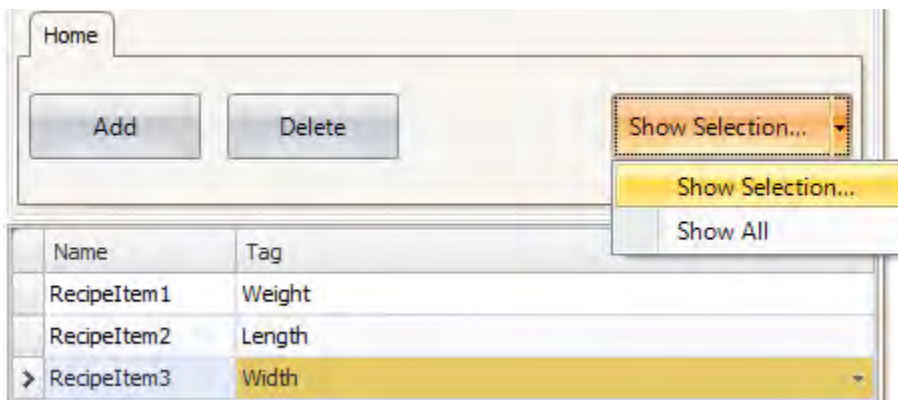 Home
Add Delete Show Selection...
Show Selection...
Show All
Name Tag
RecipeItem1 Weight
RecipeItem2 Length
RecipeItem3 Width